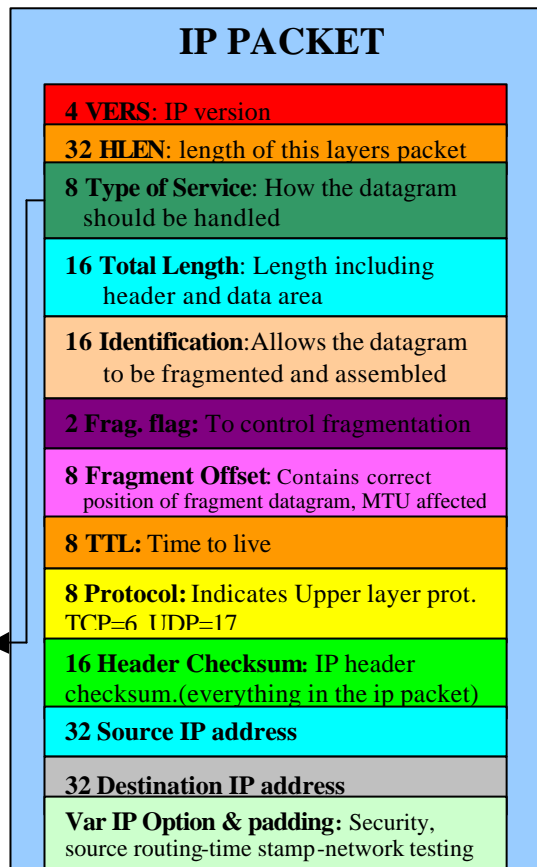 IP PACKET
4 VERS: IP version
32 HLEN: length of this layers packet
8 Type of Service: How the datagram
should be handled
16 Total Length: Length including
header and data area
16 Identification:Allows the datagram
to be fragmented and assembled
2 Frag. flag: To control fragmentation
8 Fragment Offset: Contains correct
position of fragment datagram, MTU affected
8 TTL: Time to live
8 Protocol: Indicates Upper layer prot.
TCP=6 UDP=17
16 Header Checksum: IP header
checksum.(everything in the ip packet)
32 Source IP address
32 Destination IP address
Var IP Option & padding: Security,
source routing-time stamp-network testing